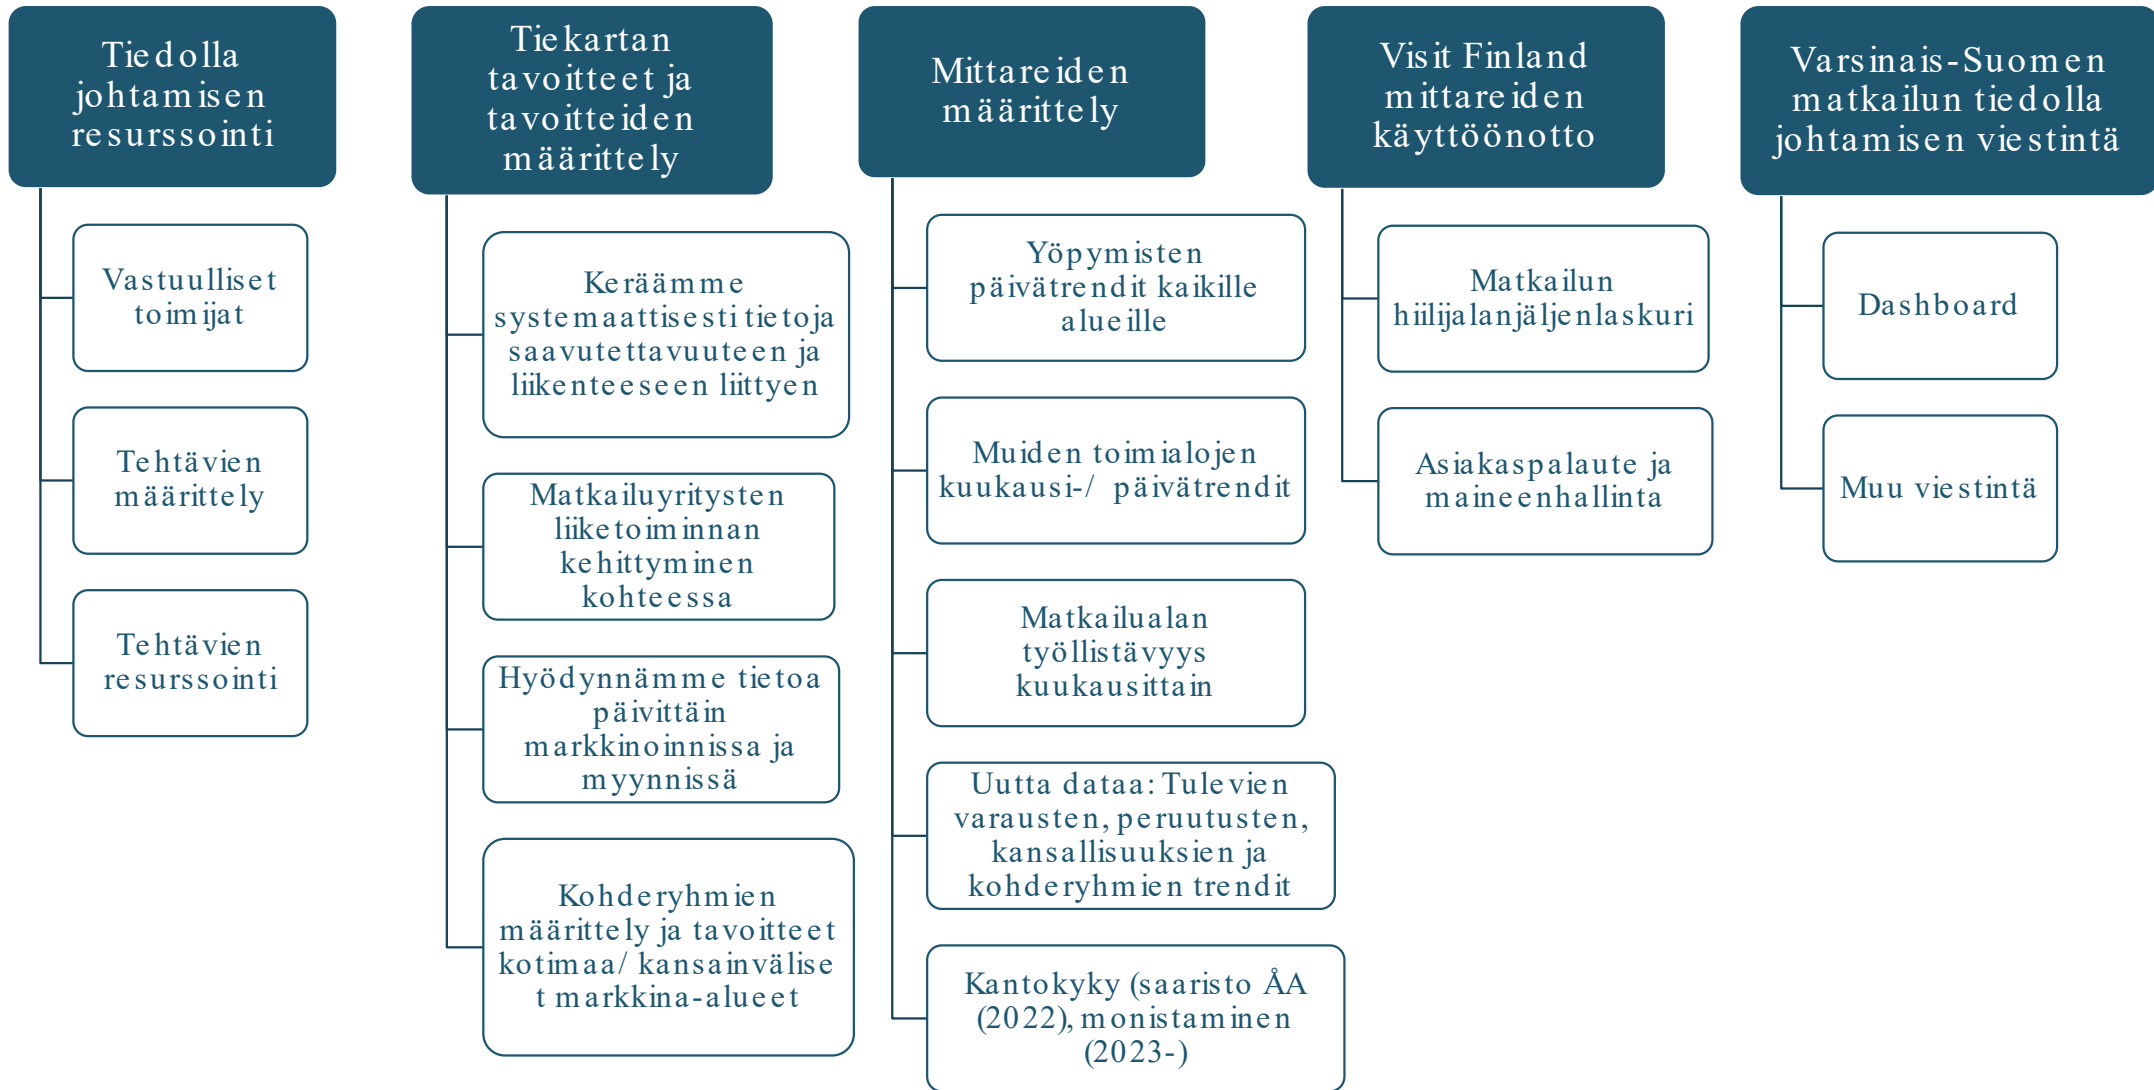 Tiedolla
johtamisen
resurssointi
Vastuulliset
toimijat
Tehtävien
määrittely
Tehtävien
resurssointi
Tiekartan
tavoitteet ja
tavoitteiden
määrittely
Keräämme
systemaattisesti tietoja
saavutettavuuteen ja
liikenteeseen liittyen
Matkailuyritysten
liiketoiminnan
kehittyminen
kohteessa
Hyödynnämme tietoa
päivittäin
markkinoinnissa ja
myynnissä
Kohderyhmien
määrittely ja tavoitteet
kotimaa/ kansainvälise
t markkina-alueet
Mittareiden
määrittely
Yöpymisten
päivätrendit kaikille
alueille
Muiden toimialojen
kuukausi-/ päivätrendit
Matkailualan
työllistävyys
kuukausittain
Uutta dataa: Tulevien
varausten, peruutusten,
kansallisuuksien ja
kohderyhmien trendit
Kantokyky (saaristo ÅA
(2022), monistaminen
(2023-)
Visit Finland
mittareiden
käyttöönotto
Matkailun
hiilijalanjäljenlaskuri
Asiakaspalaute ja
maineenhallinta
Varsinais-Suomen
matkailun tiedolla
johtamisen viestintä
Dashboard
Muu viestintä